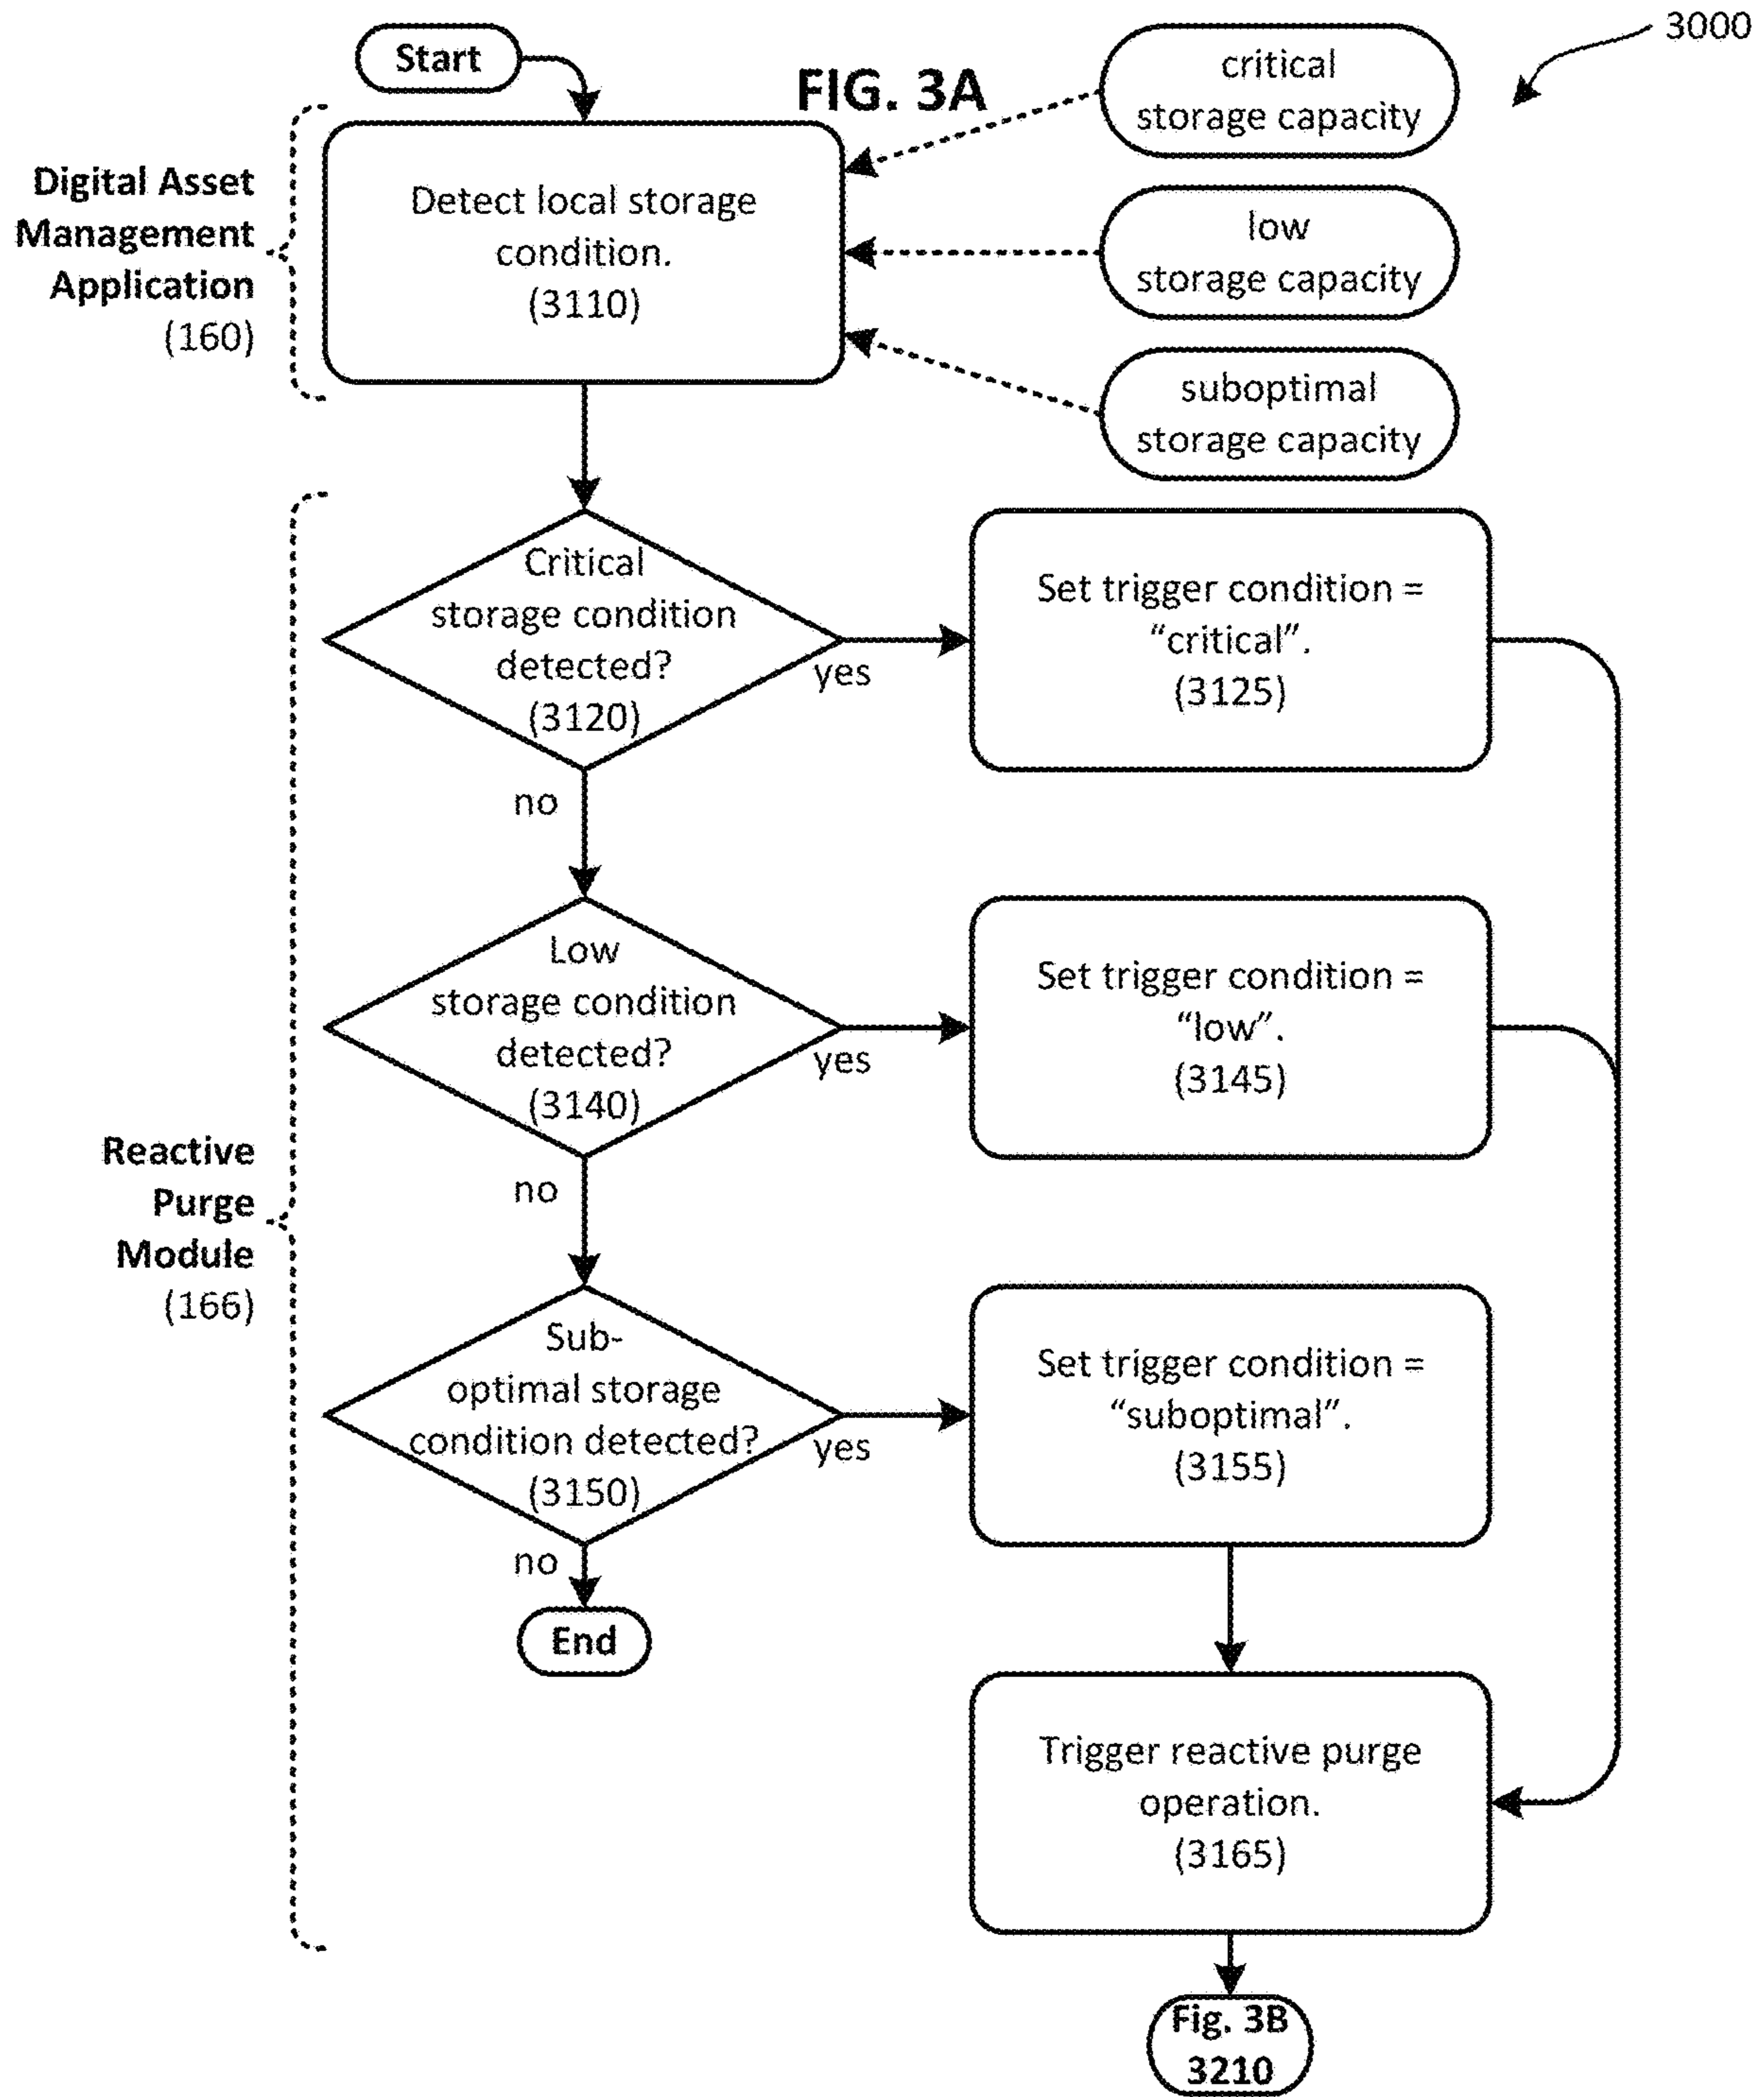 3000
Start
FIG. 3A
critical
storage capacity
low
storage capacity
suboptimal
storage capacity
Digital Asset
Management
Application
(160)
Detect local storage
condition.
(3110)
Critical
storage condition
detected?
(3120)
yes
no
Set trigger condition =
“critical”.
(3125)
Low
storage condition
detected?
(3140)
yes
no
Set trigger condition =
“low”.
(3145)
Reactive
Purge
Module
(166)
Sub-
optimal storage
condition detected?
(3150)
yes
no
Set trigger condition =
“suboptimal”.
(3155)
End
Trigger reactive purge
operation.
(3165)
Fig. 3B
3210